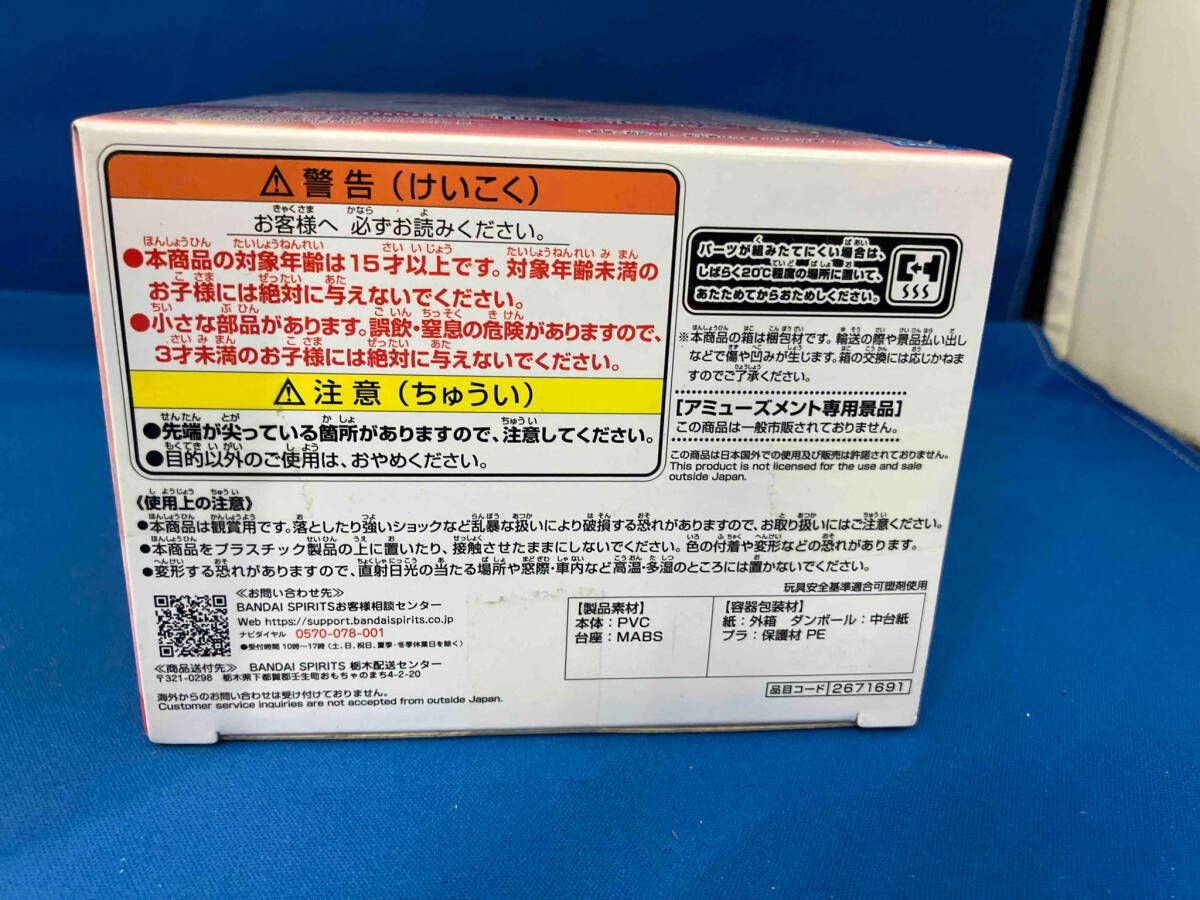 ⚠警告（けいこく）
お客様へ 必ずお読みください。
●本商品の対象年齢は15才以上です。対象年齢未満の
お子様には絶対に与えないでください。
●小さな部品があります。誤飲・窒息の危険がありますので、
3才未満のお子様には絶対に与えないでください。
⚠注意（ちゅうい）
●先端が尖っている箇所がありますので、注意してください。
●目的以外のご使用は、おやめください。
パーツが組みたてにくい場合は、
しばらく20℃程度の場所に置いて、
あたためてからおためしください。
※本商品の箱は梱包材です。輸送の際や景品払い出し
などで傷や凹みが生じます。箱の交換には応じかねま
すのでご了承ください。
[アミューズメント専用景品]
この商品は一般市販されておりません。
この商品は日本国外での使用及び販売は許諾されておりません。
This product is not licensed for the use and sale
outside Japan.
《使用上の注意》
●本商品は観賞用です。落としたり強いショックなど乱暴な扱いにより破損する恐れがありますので、お取り扱いにはご注意ください。
●本商品をプラスチック製品の上に置いたり、接触させたままにしないでください。色の付着や変形などの恐れがあります。
●変形する恐れがありますので、直射日光の当たる場所や窓際・車内など高温・多湿のところには置かないでください。
玩具安全基準適合可塑剤使用
≪お問い合わせ先≫
BANDAI SPIRITSお客様相談センター
Web https://support.bandaispirits.co.jp
ナビダイヤル 0570-078-001
●受付時間 10時〜17時（土、日、祝日、夏季・冬季休業日を除く）
≪商品送付先≫ BANDAI SPIRITS 栃木配送センター
〒321-0298 栃木県下都賀郡壬生町おもちゃのまち4-2-20
海外からのお問い合わせは受け付けておりません。
Customer service inquiries are not accepted from outside Japan.
【製品素材】
本体：PVC
台座：MABS
【容器包装材】
紙：外箱 ダンボール：中台紙
プラ：保護材 PE
品目コード 2671691